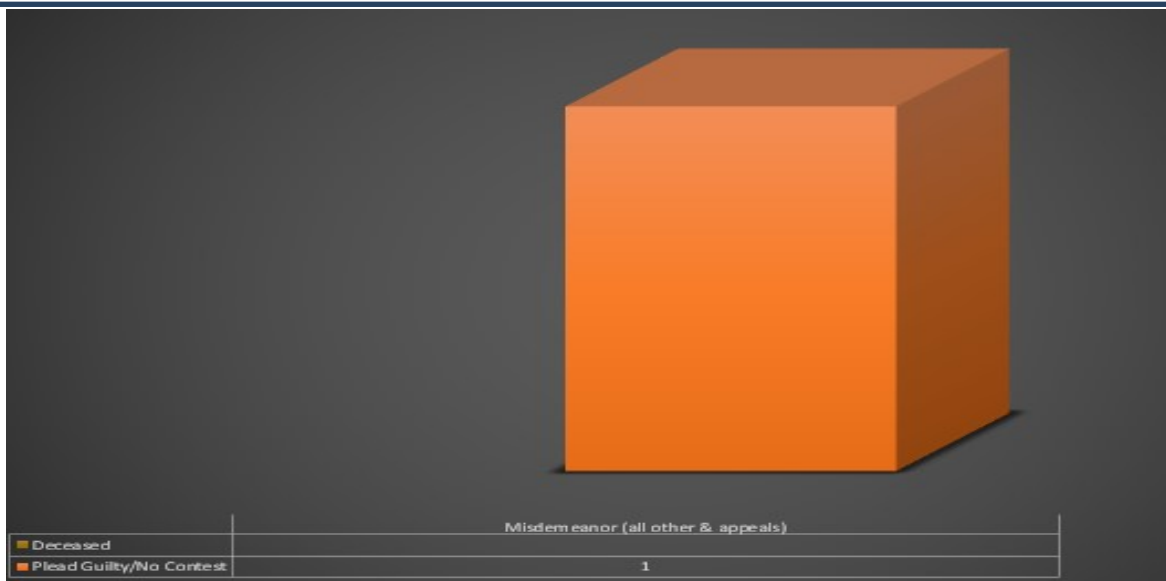 Misdemeanor (all other & appeals)
Deceased
Plead Guilty/No Contest 1